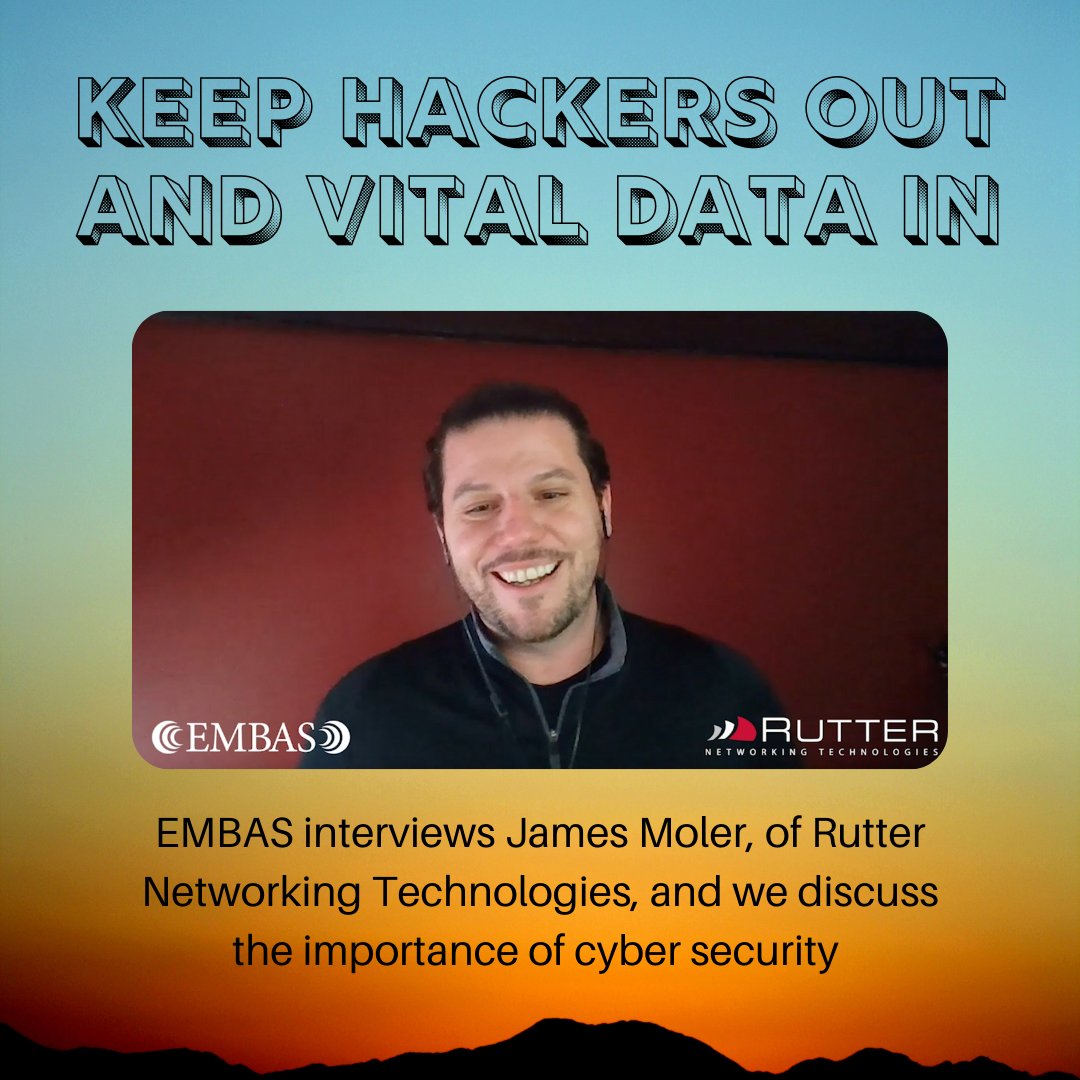 KEEP HACKERS OUT
AND VITAL DATA IN
EMBAS
RUTTER
NETWORKING TECHNOLOGIES
EMBAS interviews James Moler, of Rutter
Networking Technologies, and we discuss
the importance of cyber security